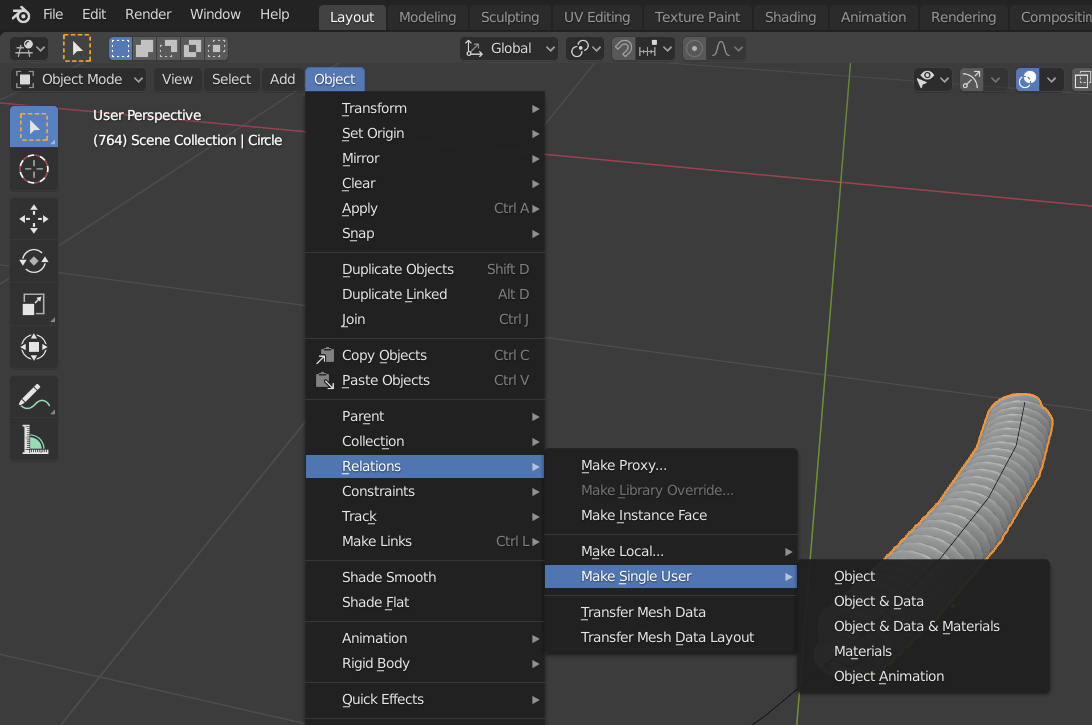 File Edit Render Window Help Layout Modeling Sculpting UV Editing Texture Paint Shading Animation Rendering
Global
Object Mode View Select Add Object
User Perspective
(764) Scene Collection | Circle
Transform
Set Origin
Mirror
Clear
Apply Ctrl A
Snap
Duplicate Objects Shift D
Duplicate Linked Alt D
Join Ctrl J
Copy Objects Ctrl C
Paste Objects Ctrl V
Parent
Collection
Relations
Constraints
Track
Make Links Ctrl L
Shade Smooth
Shade Flat
Animation
Rigid Body
Quick Effects
Make Proxy...
Make Library Override...
Make Instance Face
Make Local...
Make Single User
Transfer Mesh Data
Transfer Mesh Data Layout
Object
Object & Data
Object & Data & Materials
Materials
Object Animation